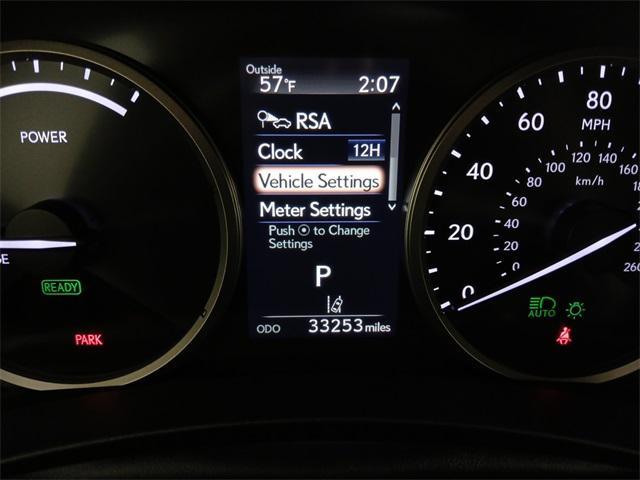 Outside
57°F 2:07
RSA
Clock 12H
Vehicle Settings
Meter Settings
Push ⊙ to Change
Settings
P
ODO 33253 miles
POWER
READY
PARK
80
MPH
60
40
20
0
160
140
120
100
80
km/h
60
40
20
0
260
AUTO